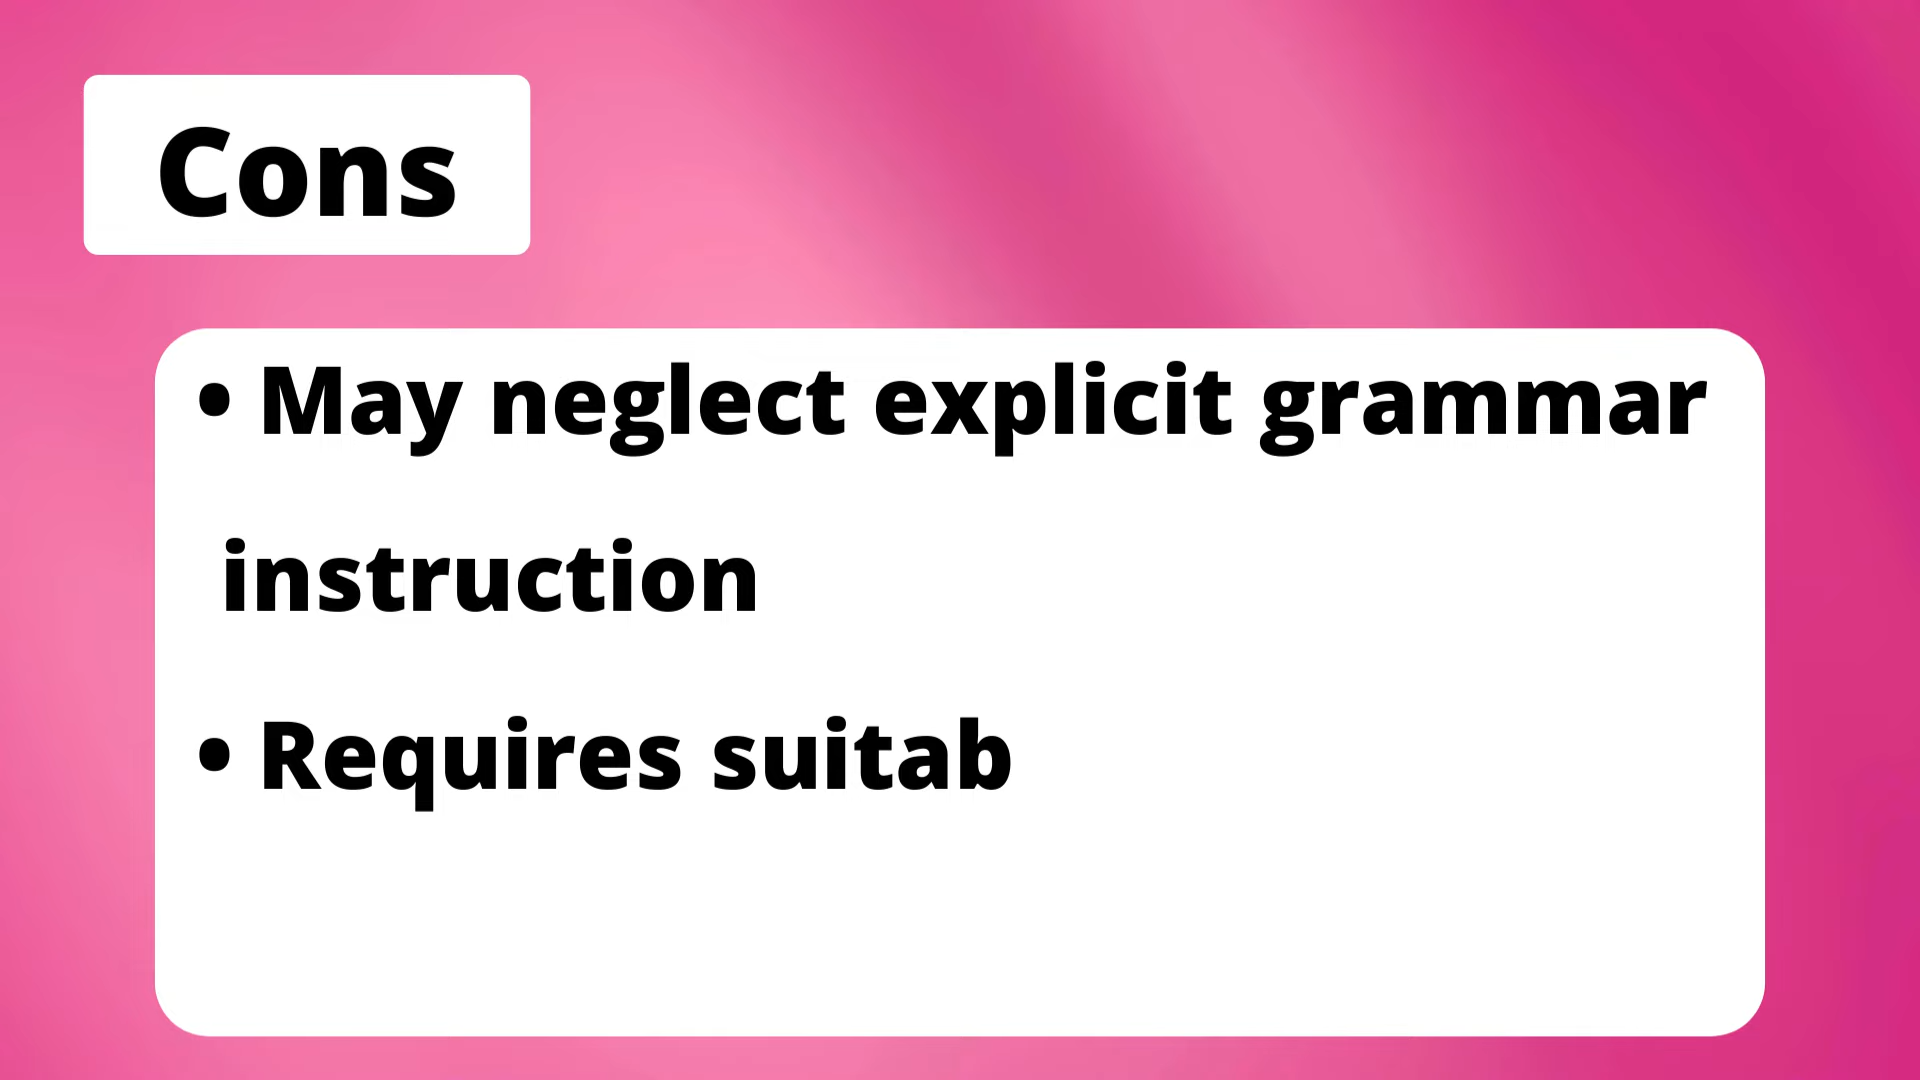 Cons
• May neglect explicit grammar
instruction
• Requires suitab